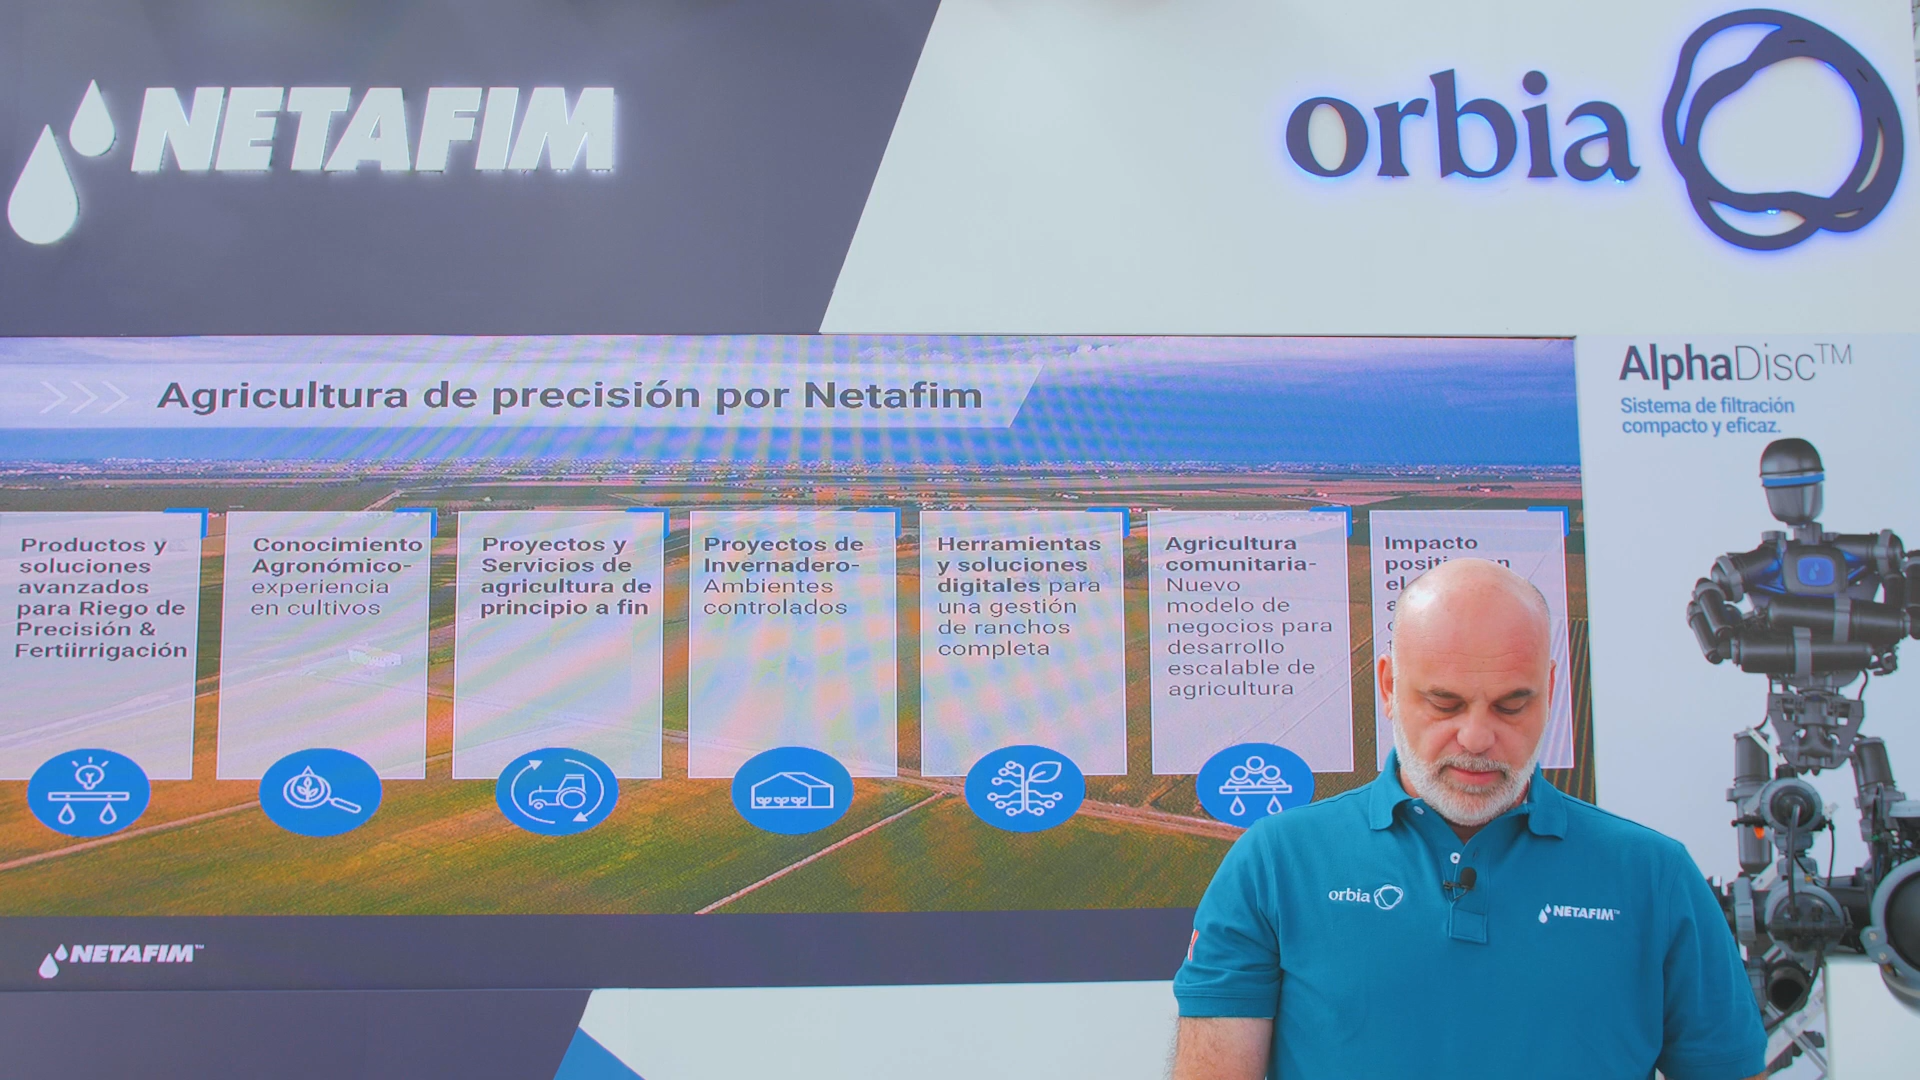 NETAFIM
orbia
Agricultura de precisión por Netafim
Productos y
soluciones
avanzados
para Riego de
Precisión &
Fertiirrigación
Conocimiento
Agronómico-
experiencia
en cultivos
Proyectos y
Servicios de
agricultura de
principio a fin
Proyectos de
Invernadero-
Ambientes
controlados
Herramientas
y soluciones
digitales para
una gestión
de ranchos
completa
Agricultura
comunitaria-
Nuevo
modelo de
negocios para
desarrollo
escalable de
agricultura
Impacto
el
AlphaDisc™
Sistema de filtración
compacto y eficaz.
NETAFIM™
orbia
NETAFIM™